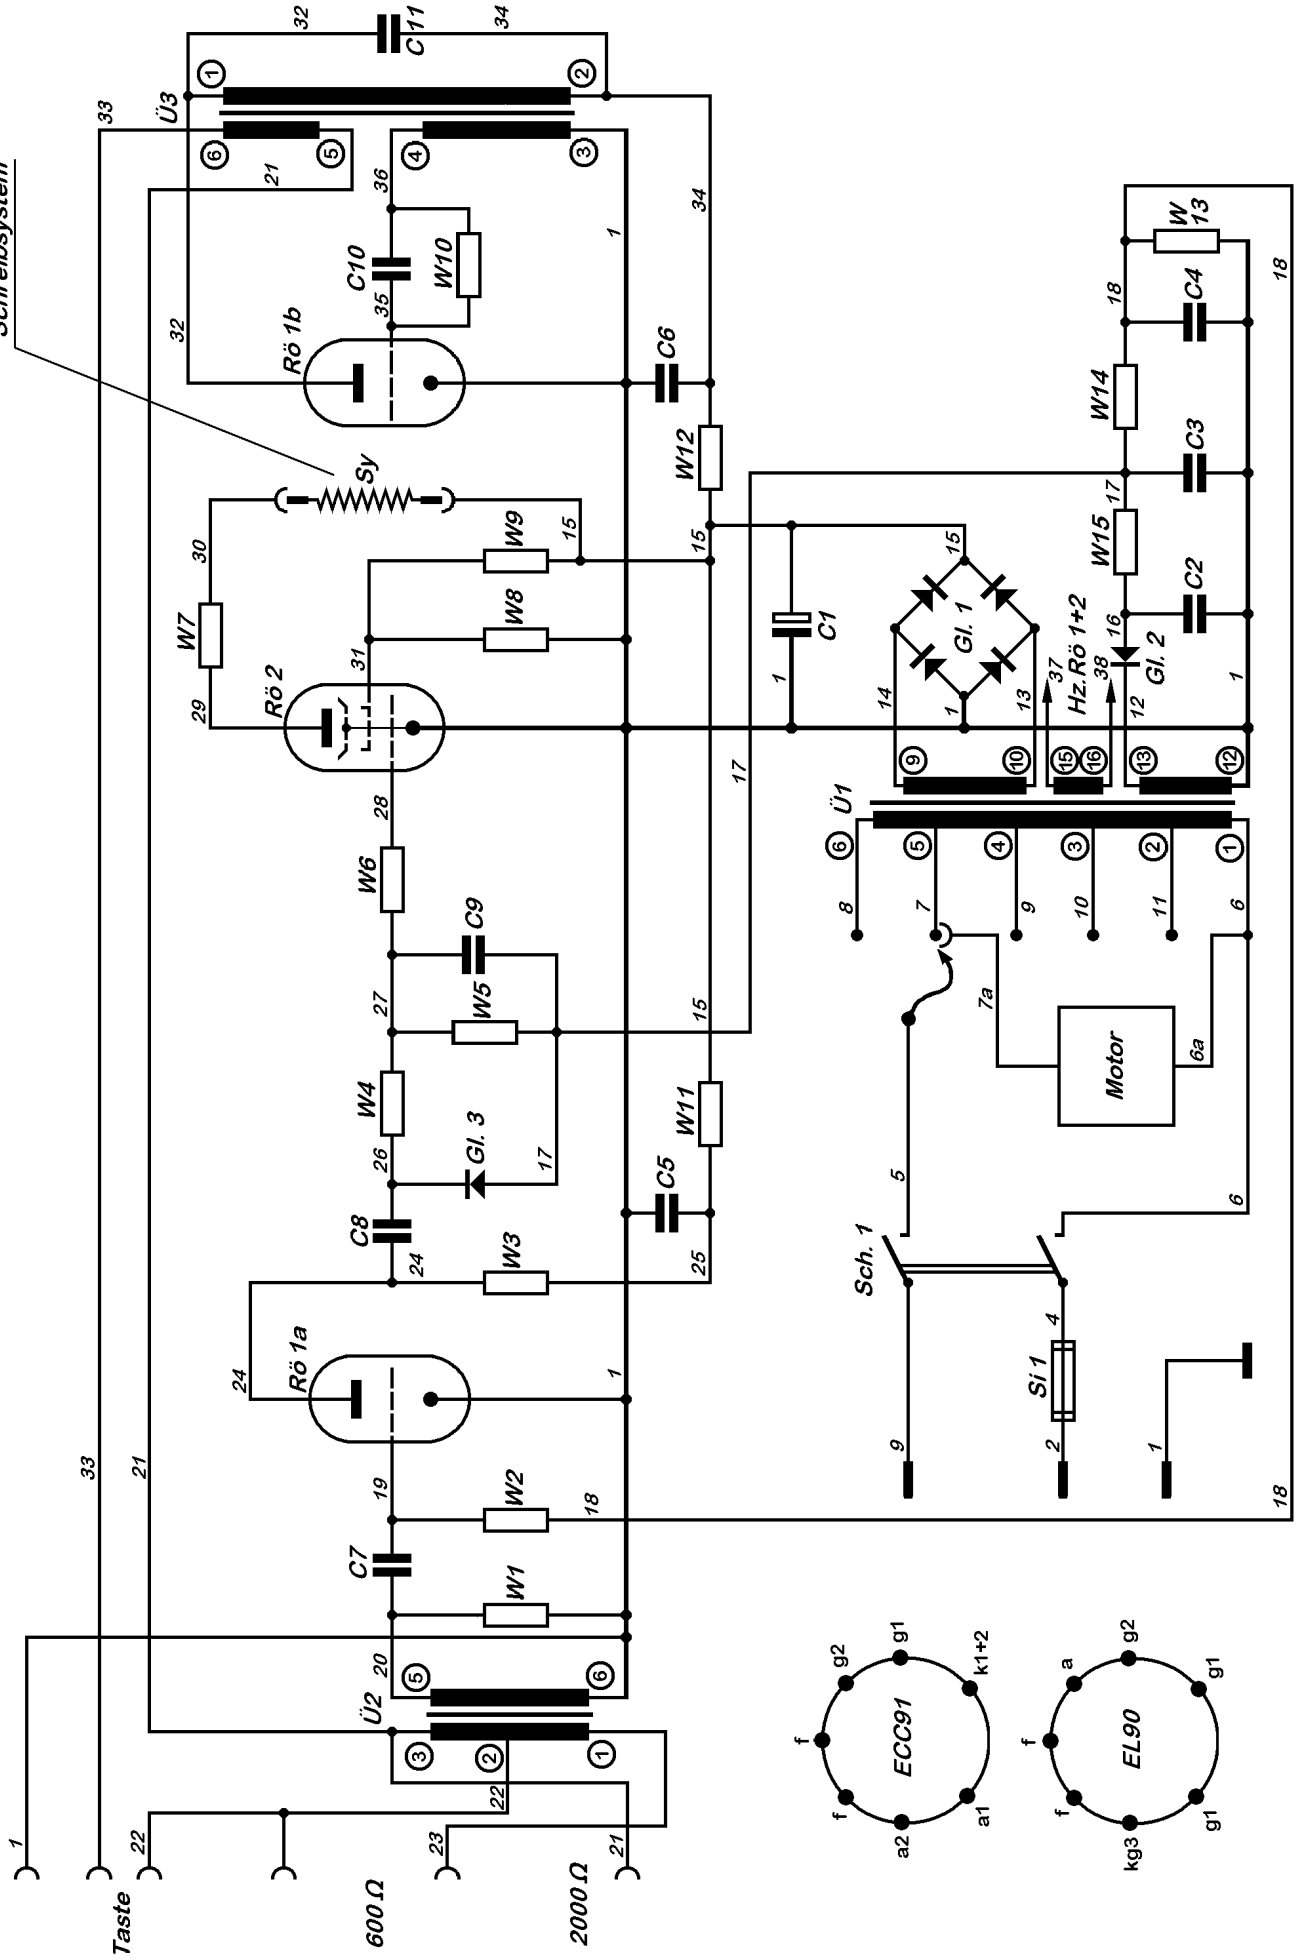 Schreibsystem
1
33
33
Taste
22
21
32
24
32
Ü3
29
W7
30
1
6
21
Rö 1a
Rö 2
Rö 1b
32
5
C 11
34
600 Ω
Ü2
20
C7
19
24
C8
26
W4
27
W6
28
31
Sy
35
C10
36
4
3
5
23
W1
W2
W3
Gl. 3
W5
C9
W8
W9
W10
3
2
22
6
1
17
15
2
2000 Ω
21
18
1
1
C5
C6
25
W11
15
15
W12
34
17
C1
1
ECC91
f
g2
g1
k1+2
a1
a2
f
Sch. 1
9
5
8
7
9
10
11
6
Ü1
6
5
4
3
2
1
9
10
15
16
13
12
14
1
13
Gl. 1
15
Si 1
2
4
7a
Motor
6a
37
Hz.Rö 1+2
38
12
Gl. 2
16
W15
17
W14
18
W 13
EL90
f
a
g2
g1
g1
kg3
f
1
6
C2
C3
C4
1
18
18